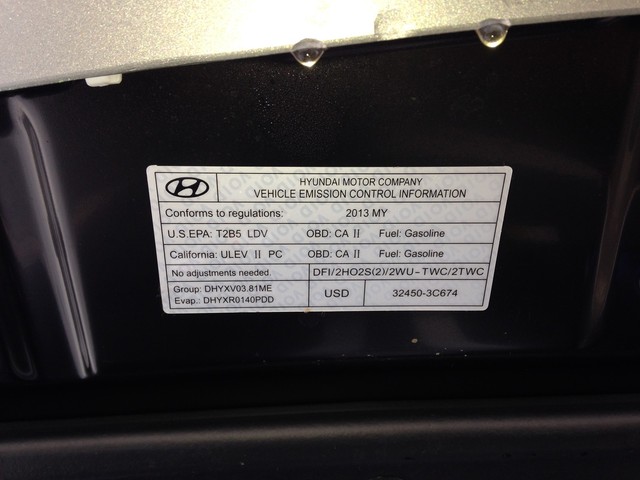 HYUNDAI MOTOR COMPANY
VEHICLE EMISSION CONTROL INFORMATION
Conforms to regulations: 2013 MY
U.S.EPA: T2B5 LDV OBD: CA II Fuel: Gasoline
California: ULEV II PC OBD: CA II Fuel: Gasoline
No adjustments needed. DFI/2HO2S(2)/2WU-TWC/2TWC
Group: DHYXV03.81ME
Evap.: DHYXR0140PDD
USD 32450-3C674